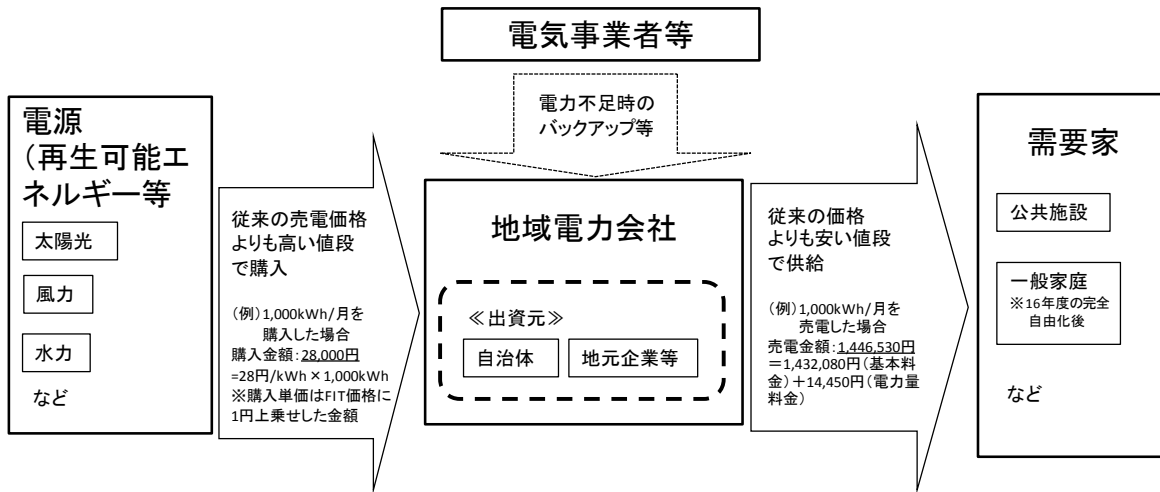 電気事業者等
電力不足時の
バックアップ等
電源
（再生可能エ
ネルギー等
太陽光
風力
水力
など
従来の売電価格
よりも高い値段
で購入
（例）1,000kWh/月を
購入した場合
購入金額：28,000円
=28円/kWh×1,000kWh
※購入単価はFIT価格に
1円上乗せした金額
地域電力会社
≪出資元≫
自治体
地元企業等
従来の価格
よりも安い値段
で供給
（例）1,000kWh/月を
売電した場合
売電金額：1,446,530円
＝1,432,080円（基本料
金）＋14,450円（電力量
料金）
需要家
公共施設
一般家庭
※16年度の完全
自由化後
など